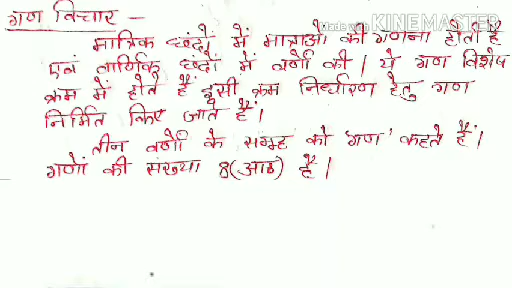 गण विचार —
मात्रिक छंदों में मात्राओं की गणना होती है
एवं वार्णिक छंदों में वर्णों की। ये गण विशेष
क्रम में होते हैं इसी क्रम निर्धारण हेतु गण
निर्मित किए जाते हैं।
तीन वर्णों के समूह को 'गण' कहते हैं।
गणों की संख्या 8 (आठ) है।
Made with KINEMASTER